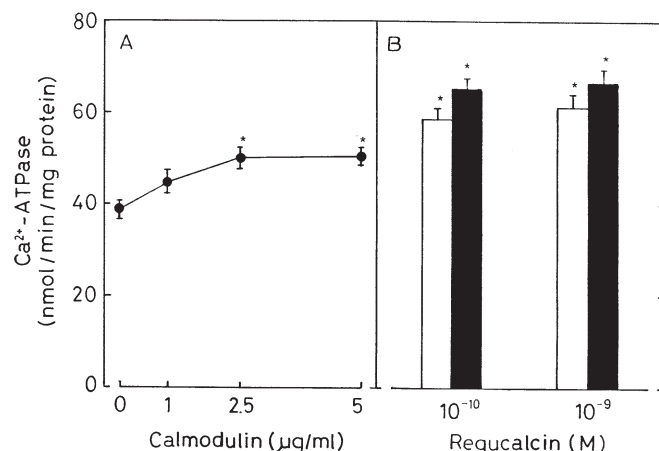 80
60
40
20
0
Ca²⁺-ATPase
(nmol/min/mg protein)
A
*
*
0 1 2.5 5
Calmodulin (µg/ml)
B
* *
* *
10⁻¹⁰ 10⁻⁹
Regucalcin (M)